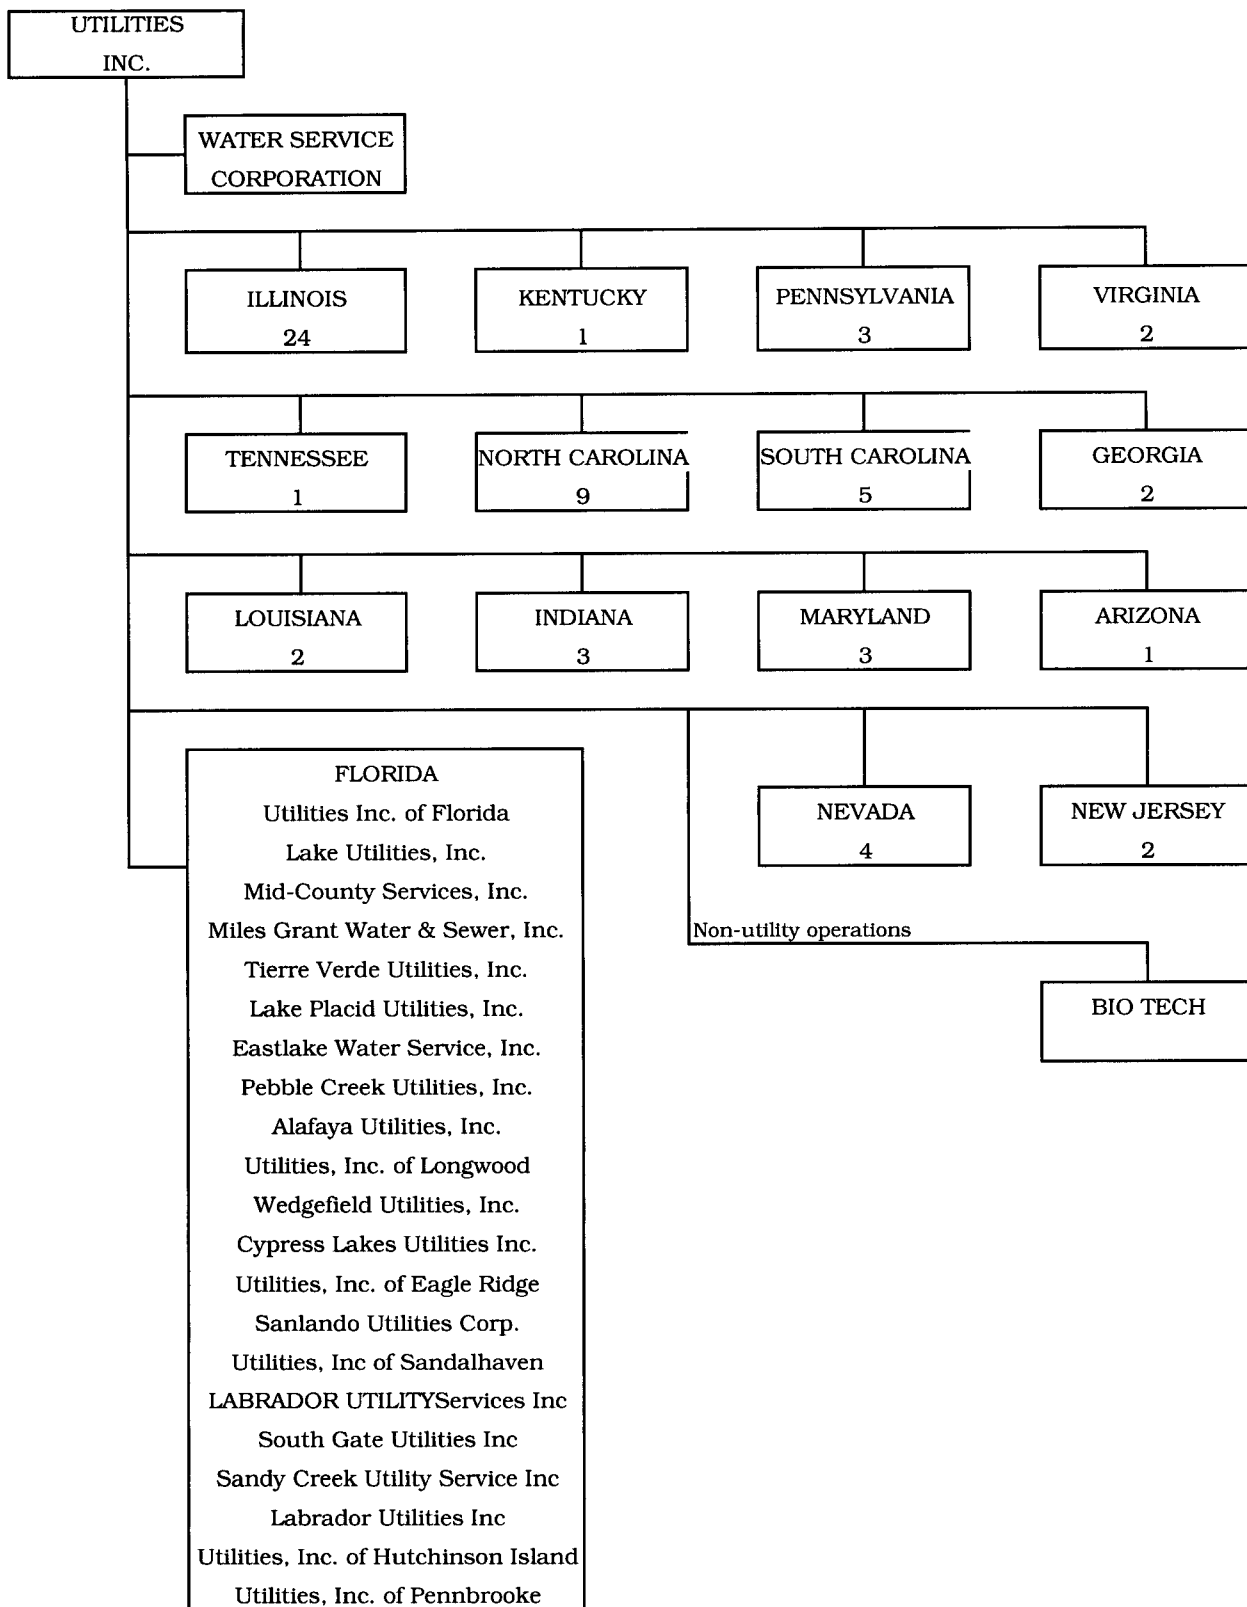 UTILITIES
INC.
WATER SERVICE
CORPORATION
ILLINOIS
24
KENTUCKY
1
PENNSYLVANIA
3
VIRGINIA
2
TENNESSEE
1
NORTH CAROLINA
9
SOUTH CAROLINA
5
GEORGIA
2
LOUISIANA
2
INDIANA
3
MARYLAND
3
ARIZONA
1
FLORIDA
Utilities Inc. of Florida
Lake Utilities, Inc.
Mid-County Services, Inc.
Miles Grant Water & Sewer, Inc.
Tierre Verde Utilities, Inc.
Lake Placid Utilities, Inc.
Eastlake Water Service, Inc.
Pebble Creek Utilities, Inc.
Alafaya Utilities, Inc.
Utilities, Inc. of Longwood
Wedgefield Utilities, Inc.
Cypress Lakes Utilities Inc.
Utilities, Inc. of Eagle Ridge
Sanlando Utilities Corp.
Utilities, Inc of Sandalhaven
LABRADOR UTILITYServices Inc
South Gate Utilities Inc
Sandy Creek Utility Service Inc
Labrador Utilities Inc
Utilities, Inc. of Hutchinson Island
Utilities, Inc. of Pennbrooke
NEVADA
4
NEW JERSEY
2
Non-utility operations
BIO TECH